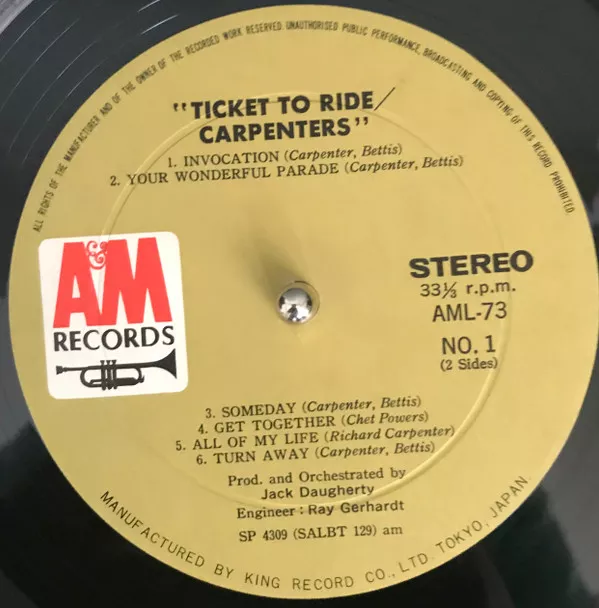 ALL RIGHTS OF THE MANUFACTURER AND OF THE OWNER OF THE RECORDED WORK RESERVED UNAUTHORISED PUBLIC PERFORMANCE, BROADCASTING AND COPYING OF THIS RECORD PROHIBITED.
"TICKET TO RIDE/
CARPENTERS"
1. INVOCATION (Carpenter, Bettis)
2. YOUR WONDERFUL PARADE (Carpenter, Bettis)
A&M
RECORDS
STEREO
33⅓ r.p.m.
AML-73
NO. 1
(2 Sides)
3. SOMEDAY (Carpenter, Bettis)
4. GET TOGETHER (Chet Powers)
5. ALL OF MY LIFE (Richard Carpenter)
6. TURN AWAY (Carpenter, Bettis)
Prod. and Orchestrated by
Jack Daugherty
Engineer : Ray Gerhardt
SP 4309 (SALBT 129) am
MANUFACTURED BY KING RECORD CO., LTD. TOKYO, JAPAN